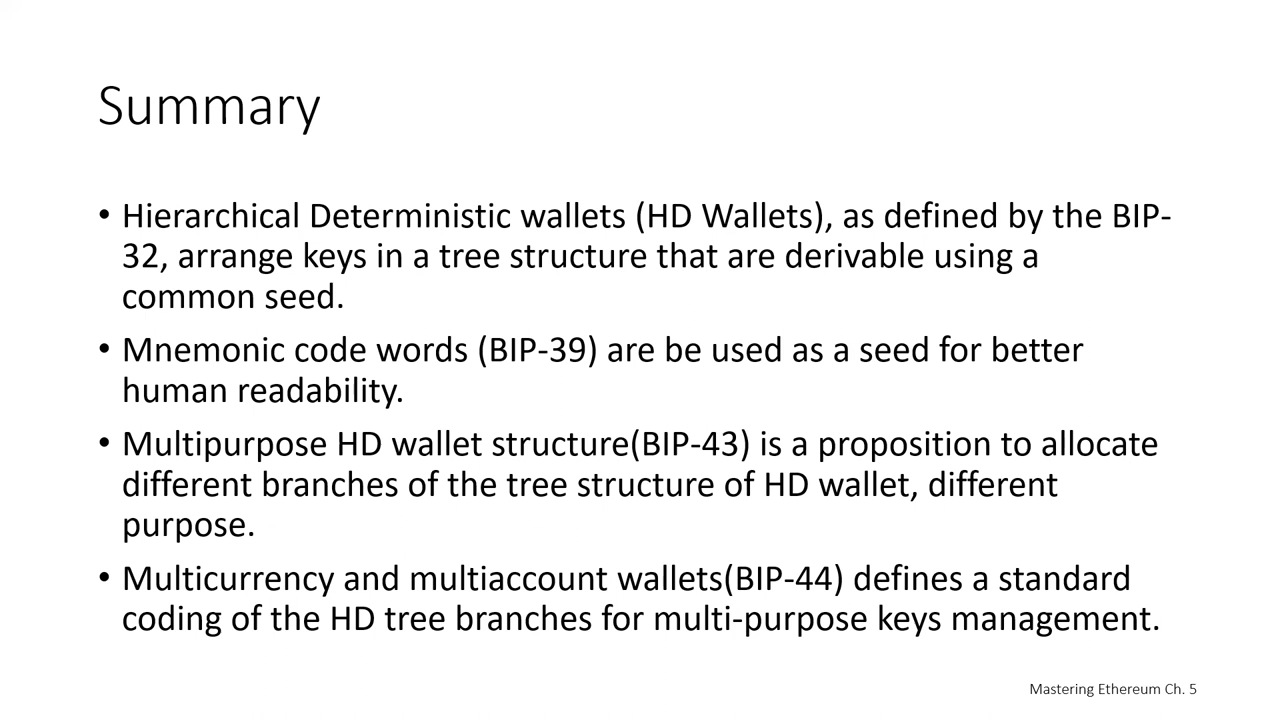 Summary
• Hierarchical Deterministic wallets (HD Wallets), as defined by the BIP-
32, arrange keys in a tree structure that are derivable using a
common seed.
• Mnemonic code words (BIP-39) are be used as a seed for better
human readability.
• Multipurpose HD wallet structure(BIP-43) is a proposition to allocate
different branches of the tree structure of HD wallet, different
purpose.
• Multicurrency and multiaccount wallets(BIP-44) defines a standard
coding of the HD tree branches for multi-purpose keys management.
Mastering Ethereum Ch. 5